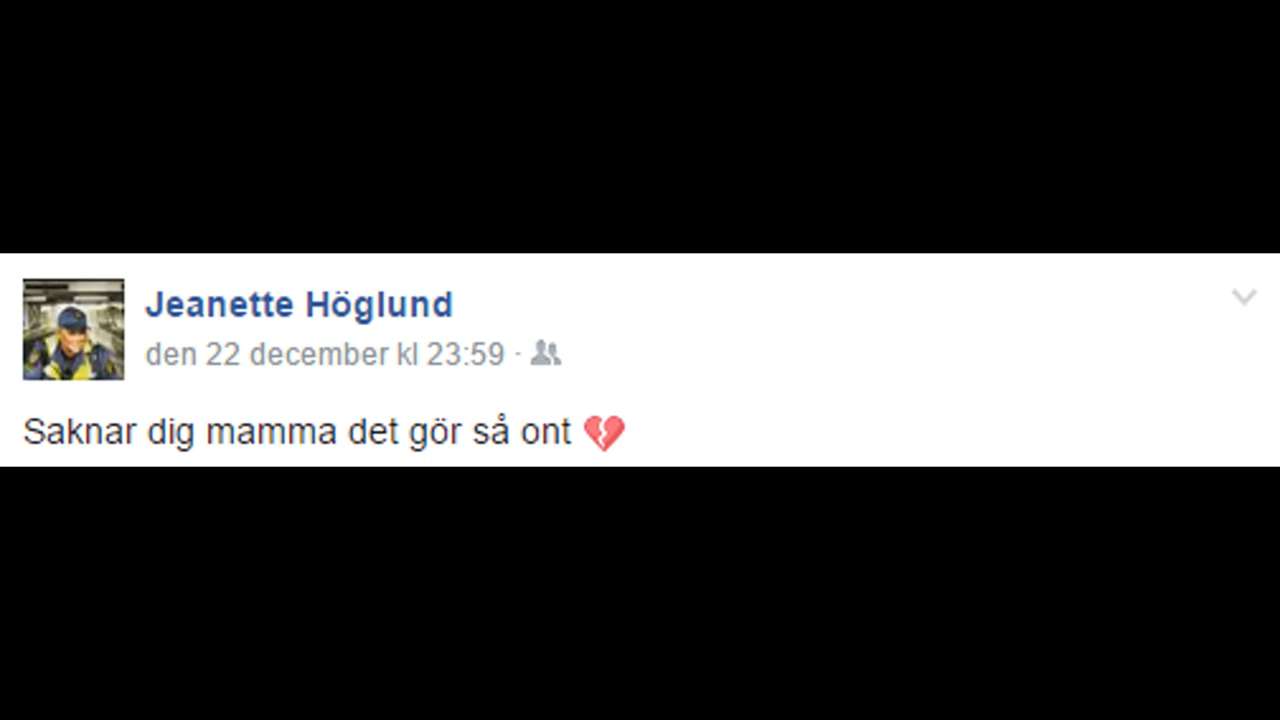 Jeanette Höglund
den 22 december kl 23:59 ·
Saknar dig mamma det gör så ont 💔